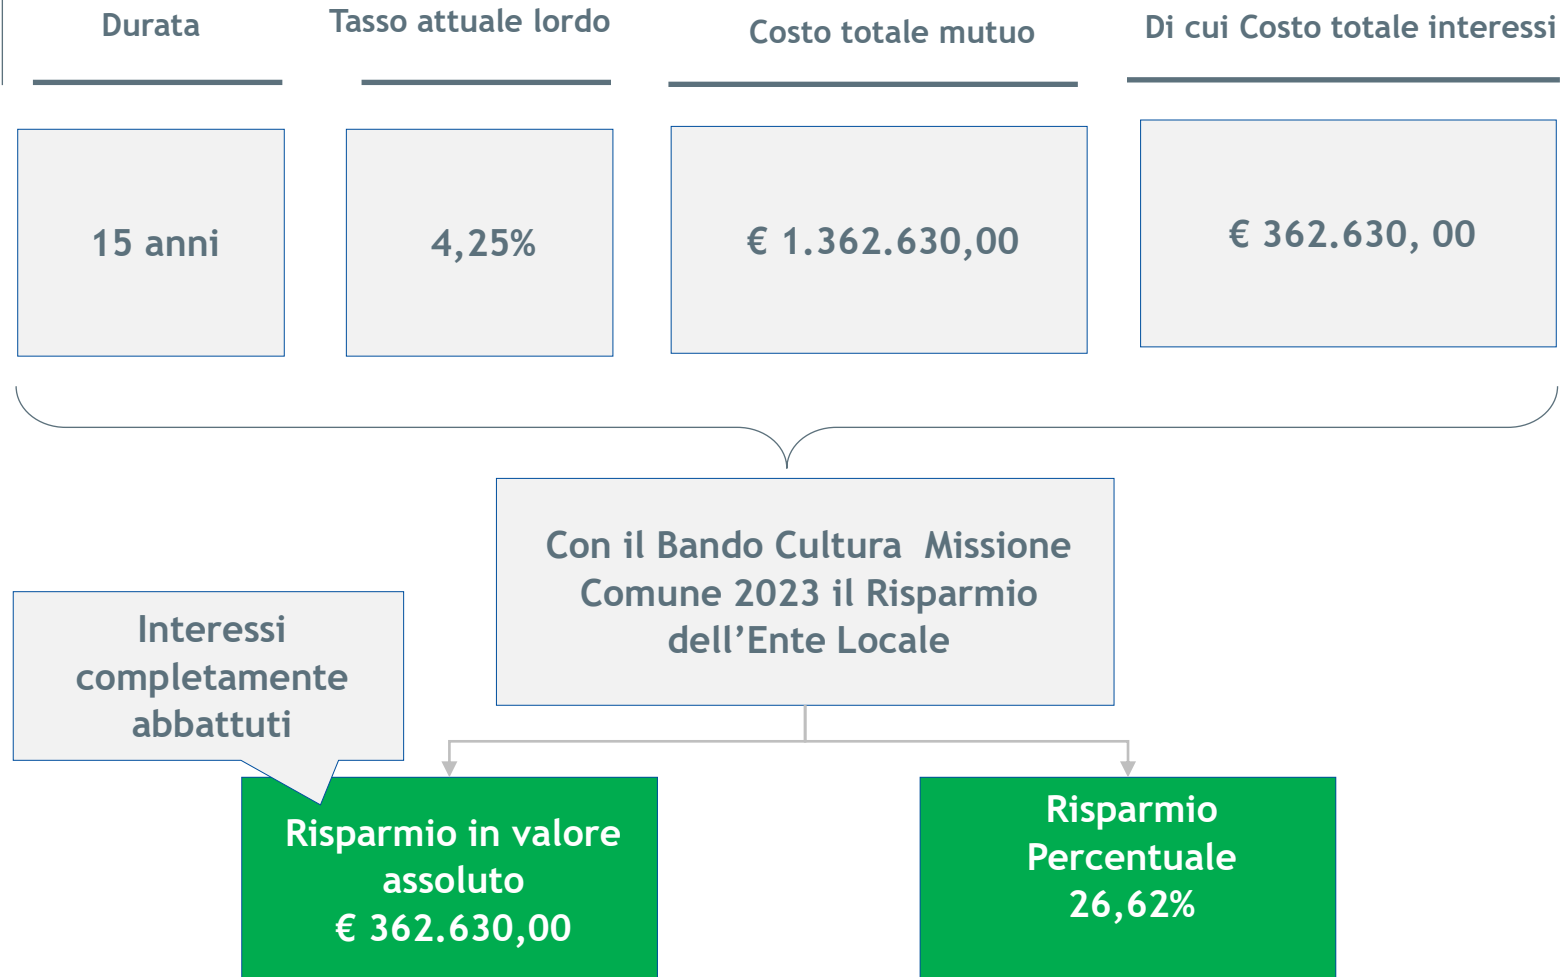 Durata
Tasso attuale lordo
Costo totale mutuo
Di cui Costo totale interessi
15 anni
4,25%
€ 1.362.630,00
€ 362.630, 00
Con il Bando Cultura  Missione
Comune 2023 il Risparmio
dell’Ente Locale
Interessi
completamente
abbattuti
Risparmio in valore
assoluto
€ 362.630,00
Risparmio
Percentuale
26,62%